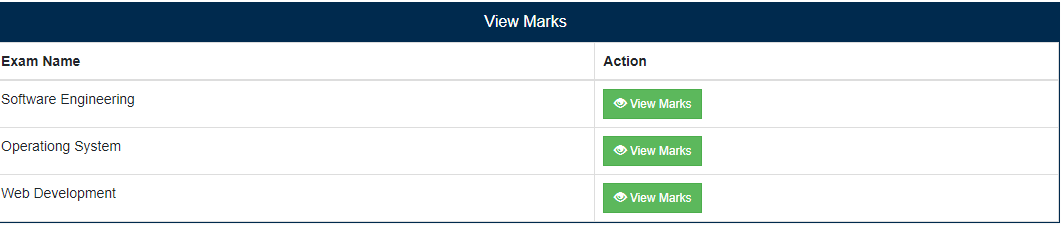 View Marks
Exam Name Action
Software Engineering View Marks
Operationg System View Marks
Web Development View Marks